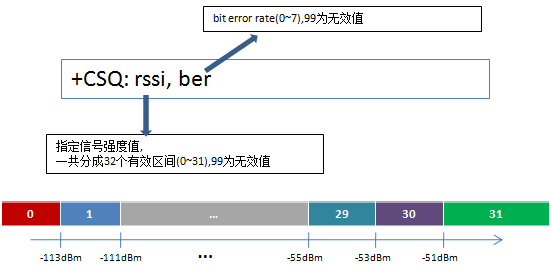 bit error rate(0~7),99为无效值
+CSQ: rssi, ber
指定信号强度值,
一共分成32个有效区间(0~31),99为无效值
0 1 ... 29 30 31
-113dBm -111dBm ... -55dBm -53dBm -51dBm